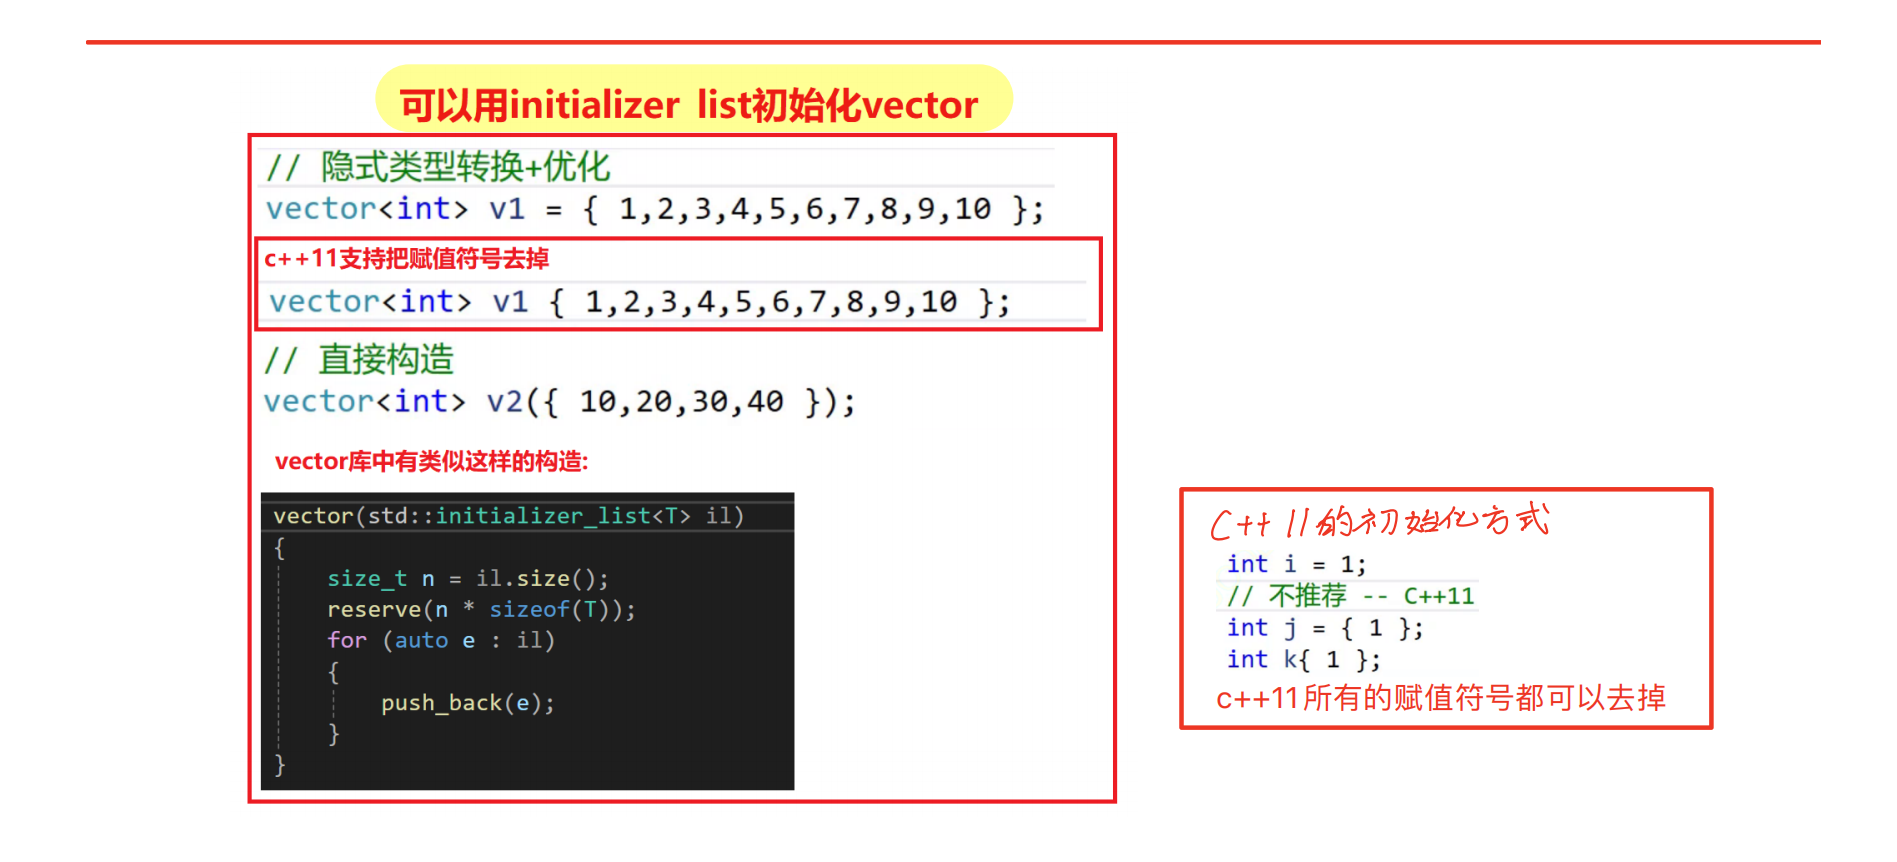 可以用initializer list初始化vector
// 隐式类型转换+优化
vector<int> v1 = { 1,2,3,4,5,6,7,8,9,10 };
c++11支持把赋值符号去掉
vector<int> v1 { 1,2,3,4,5,6,7,8,9,10 };
// 直接构造
vector<int> v2({ 10,20,30,40 });
vector库中有类似这样的构造:
vector(std::initializer_list<T> il)
{
size_t n = il.size();
reserve(n * sizeof(T));
for (auto e : il)
{
push_back(e);
}
}
C++11的初始化方式
int i = 1;
// 不推荐 -- C++11
int j = { 1 };
int k{ 1 };
c++11所有的赋值符号都可以去掉